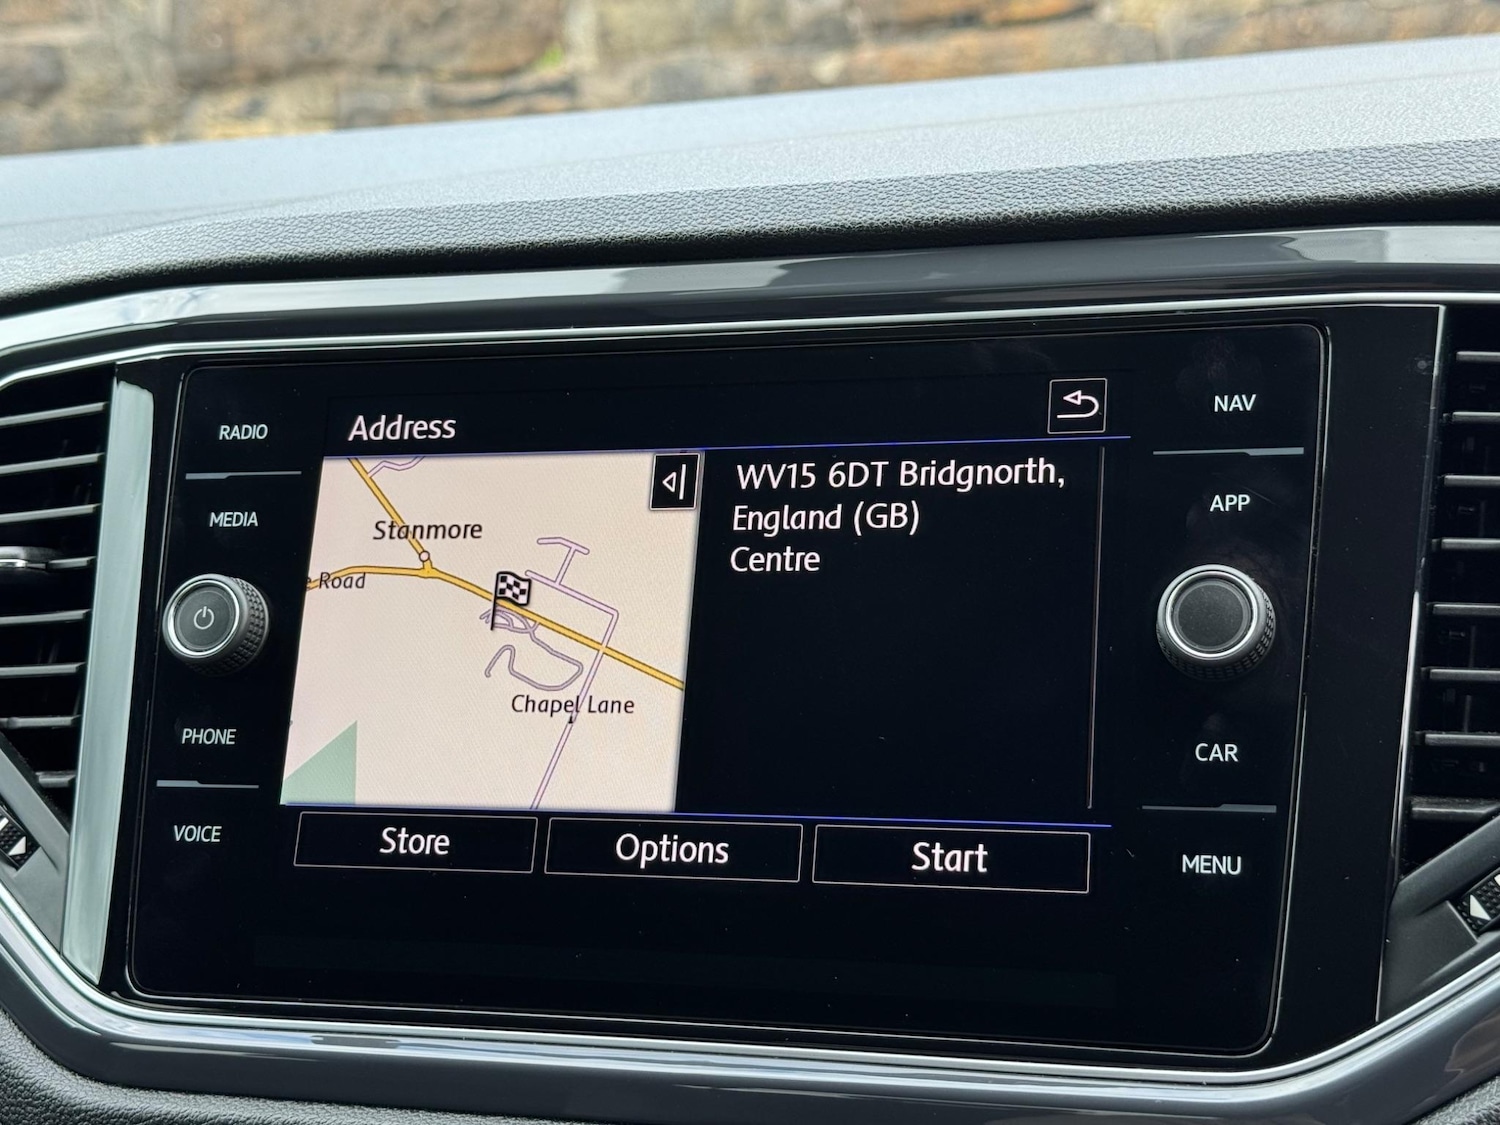 RADIO
MEDIA
PHONE
VOICE
Address
Stanmore
Road
Chapel Lane
WV15 6DT Bridgnorth,
England (GB)
Centre
Store
Options
Start
NAV
APP
CAR
MENU